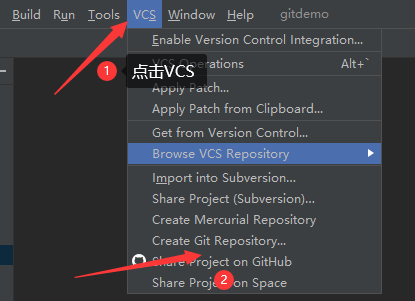 Build Run Tools VCS Window Help gitdemo
Enable Version Control Integration...
1 点击VCS
VCS Operations Alt+`
Apply Patch...
Apply Patch from Clipboard...
Get from Version Control...
Browse VCS Repository
Import into Subversion...
Share Project (Subversion)...
Create Mercurial Repository
Create Git Repository...
Share Project on GitHub
2
Share Project on Space